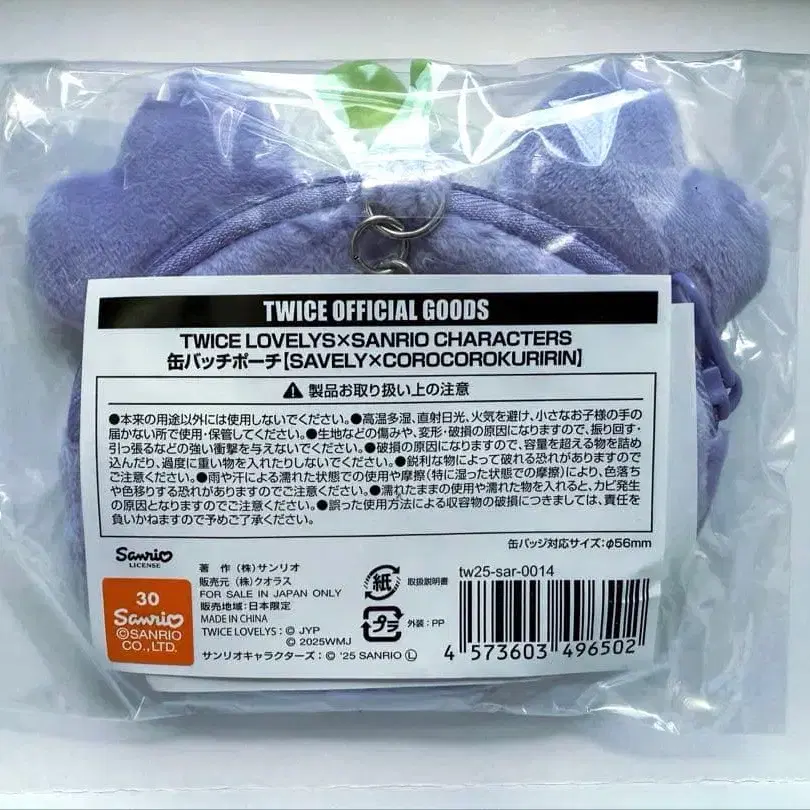 TWICE OFFICIAL GOODS
TWICE LOVELYS×SANRIO CHARACTERS
缶バッチポーチ【SAVELY×COROCOROKURIRIN】
⚠ 製品お取り扱い上の注意
●本来の用途以外には使用しないでください。●高温多湿、直射日光、火気を避け、小さなお子様の手の
届かない所で使用・保管してください。●生地などの傷みや、変形・破損の原因になりますので、振り回す・
引っ張るなどの強い衝撃を与えないでください。●破損の原因になりますので、容量を超える物を詰め
込んだり、過度に重い物を入れたりしないでください。●鋭利な物によって破れる恐れがありますので
ご注意ください。●雨や汗による濡れた状態での使用や摩擦(特に湿った状態での摩擦)により、色落ち
や色移りする恐れがありますのでご注意ください。●濡れたままの使用や濡れた物を入れると、カビ発生
の原因となりますのでご注意ください。●誤った使用方法による収容物の破損につきましては、責任を
負いかねますので予めご了承ください。
缶バッジ対応サイズ:φ56mm
Sanrio
LICENSE
30
Sanrio
©SANRIO
CO.,LTD.
著 作 (株)サンリオ
販売元 (株)クオラス
FOR SALE IN JAPAN ONLY
販売地域:日本限定
MADE IN CHINA
TWICE LOVELYS:© JYP
© 2025WMJ
サンリオキャラクターズ:© '25 SANRIO Ⓛ
紙 取扱説明書
プラ 外装:PP
tw25-sar-0014
4 573603 496502